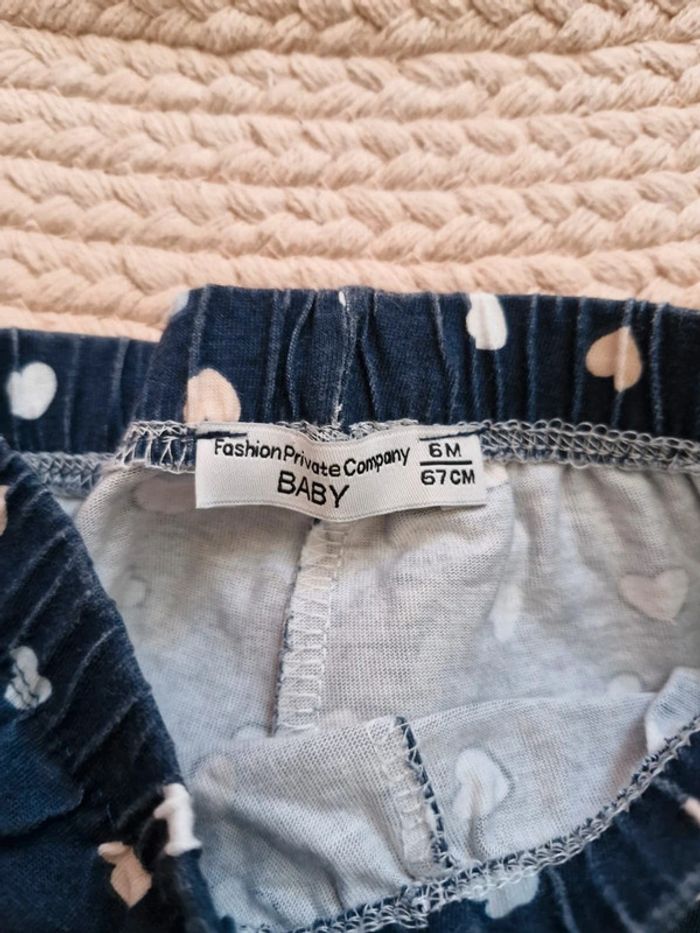 Fashion Private Company
BABY
6M
67CM